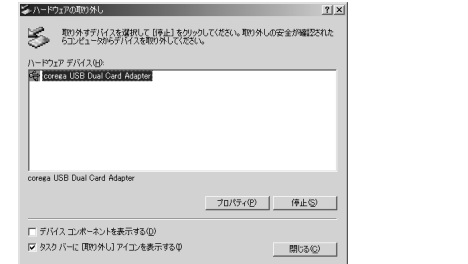 ハードウェアの取り外し
取り外すデバイスを選択して [停止] をクリックしてください。取り外しの安全が確認された
らコンピュータからデバイスを取り外してください。
ハードウェア デバイス(H):
corega USB Dual Card Adapter
corega USB Dual Card Adapter
プロパティ(P)
停止(S)
デバイス コンポーネントを表示する(D)
タスク バーに [取り外し] アイコンを表示する(I)
閉じる(C)